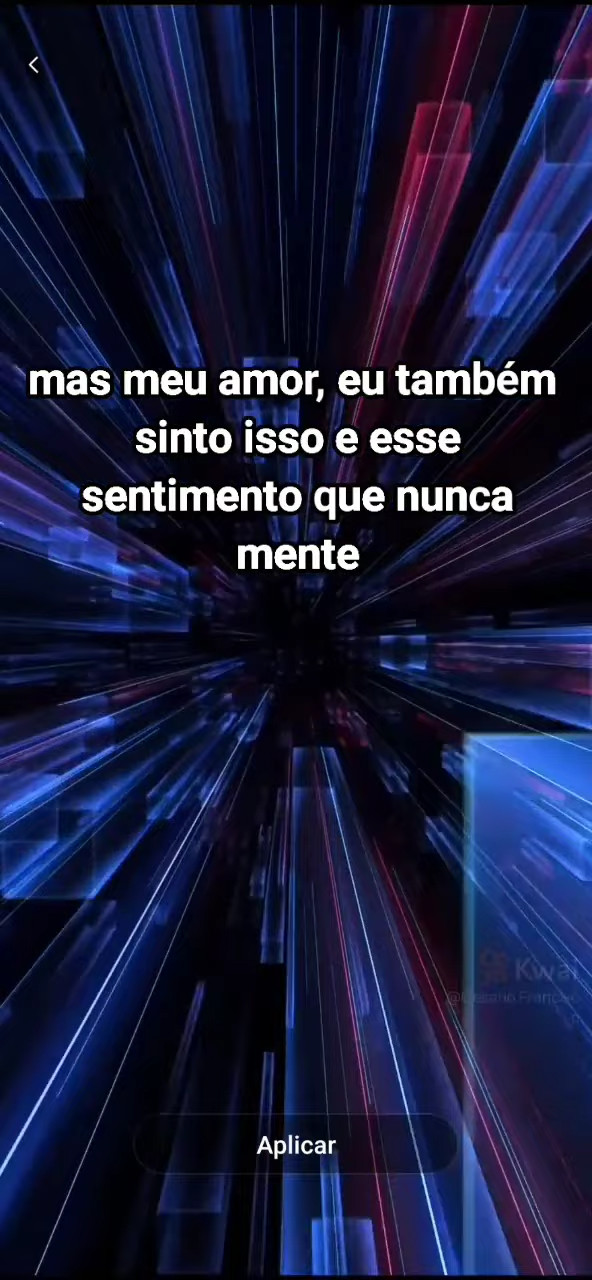 mas meu amor, eu também
sinto isso e esse
sentimento que nunca
mente
Kwai
Aplicar